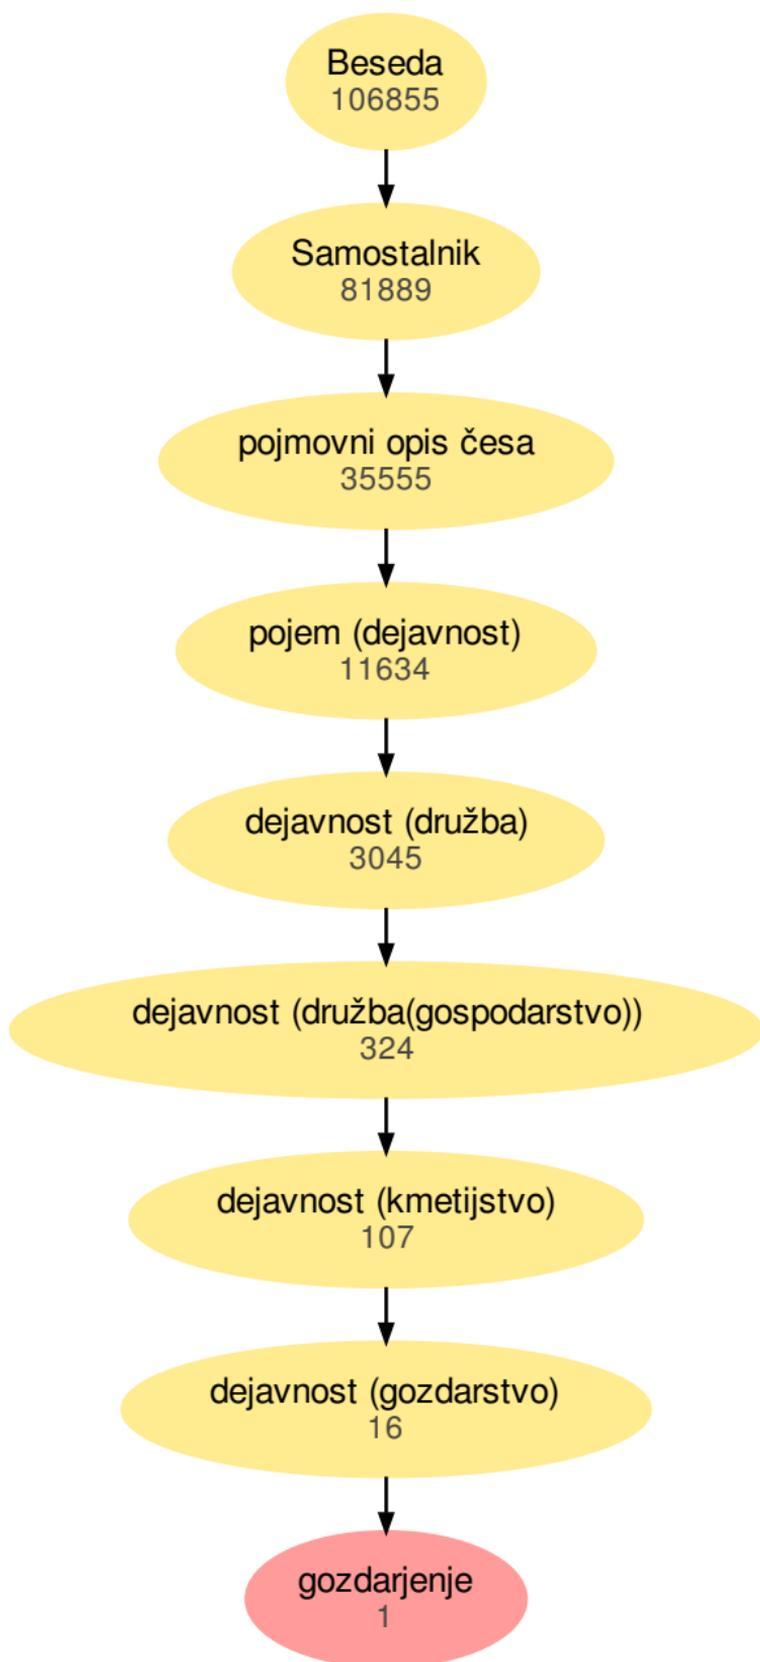 Beseda
106855
Samostalnik
81889
pojmovni opis česa
35555
pojem (dejavnost)
11634
dejavnost (družba)
3045
dejavnost (družba(gospodarstvo))
324
dejavnost (kmetijstvo)
107
dejavnost (gozdarstvo)
16
gozdarjenje
1